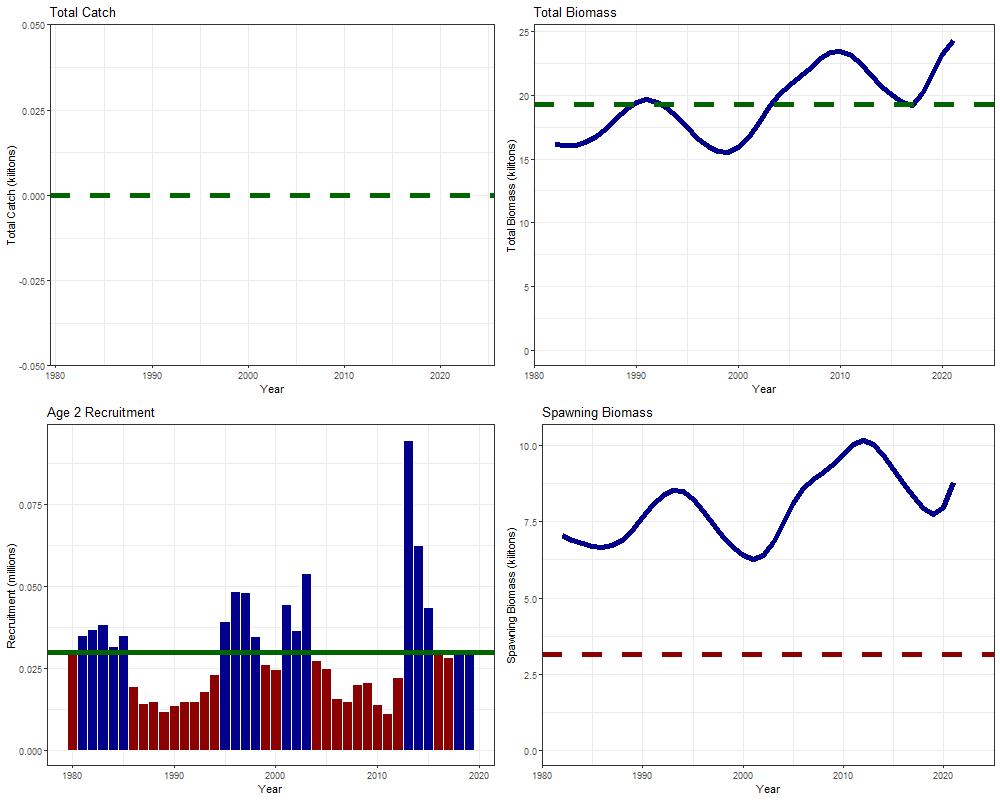 Total Catch
Total Catch (kilitons)
0.050
0.025
0.000
-0.025
-0.050
1980 1990 2000 2010 2020
Year
Total Biomass
Total Biomass (kilitons)
25
20
15
10
5
0
1980 1990 2000 2010 2020
Year
Age 2 Recruitment
Recruitment (millions)
0.075
0.050
0.025
0.000
1980 1990 2000 2010 2020
Year
Spawning Biomass
Spawning Biomass (kilitons)
10.0
7.5
5.0
2.5
0.0
1980 1990 2000 2010 2020
Year